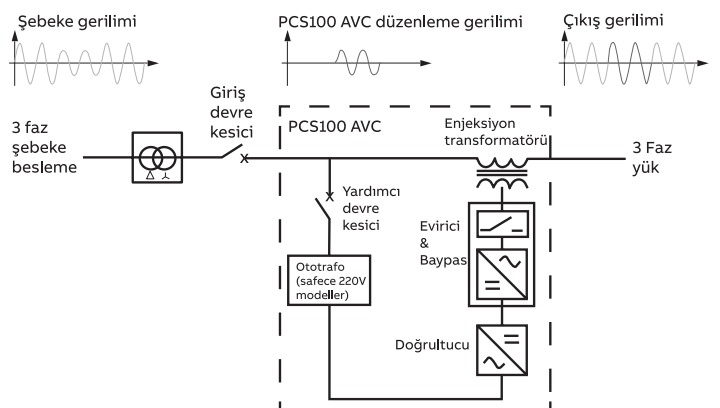 Şebeke gerilimi
PCS100 AVC düzenleme gerilimi
Çıkış gerilimi
3 faz
şebeke
besleme
Giriş
devre
kesici
PCS100 AVC
Enjeksiyon
transformatörü
3 Faz
yük
Yardımcı
devre
kesici
Evirici
&
Baypas
Ototrafo
(safece 220V
modeller)
Doğrultucu